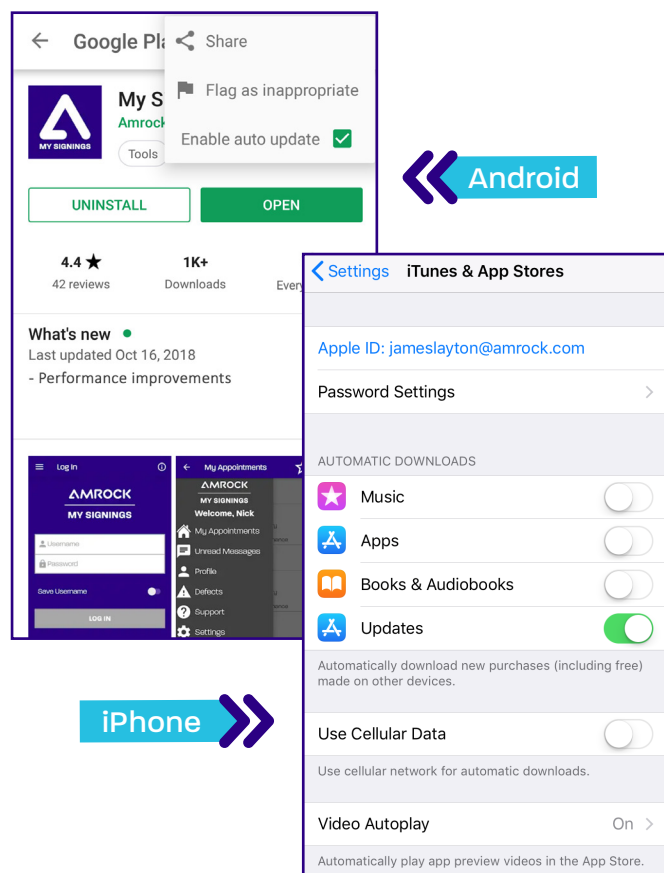 Google Pla
Share
Flag as inappropriate
Enable auto update
MY SIGNINGS
My S
Amrock
Tools
UNINSTALL
OPEN
4.4 ★
42 reviews
1K+
Downloads
Every
What's new
Last updated Oct 16, 2018
- Performance improvements
Log In
AMROCK
MY SIGNINGS
Username
Password
Save Username
LOG IN
My Appointments
AMROCK
MY SIGNINGS
Welcome, Nick
My Appointments
Unread Messages
Profile
Defects
Support
Settings
Android
Settings
iTunes & App Stores
Apple ID: jameslayton@amrock.com
Password Settings
AUTOMATIC DOWNLOADS
Music
Apps
Books & Audiobooks
Updates
Automatically download new purchases (including free)
made on other devices.
Use Cellular Data
Use cellular network for automatic downloads.
Video Autoplay
On
Automatically play app preview videos in the App Store.
iPhone